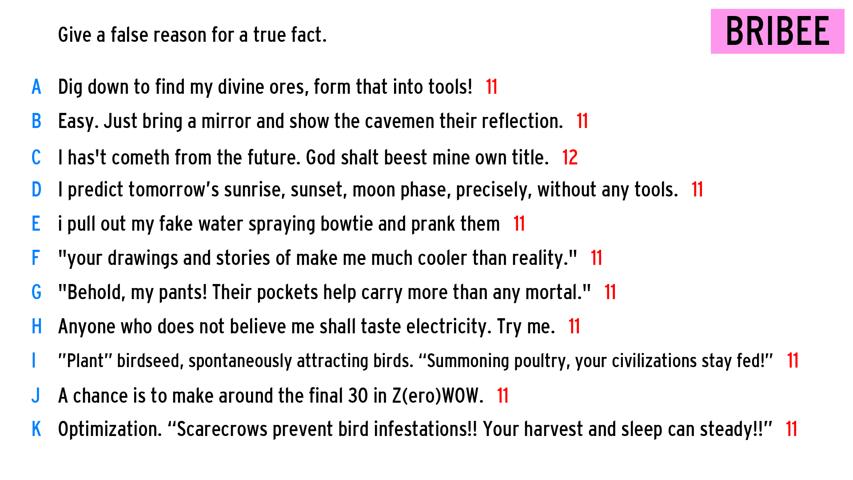 Give a false reason for a true fact.
BRIBEE
A Dig down to find my divine ores, form that into tools! 11
B Easy. Just bring a mirror and show the cavemen their reflection. 11
C I has't cometh from the future. God shalt beest mine own title. 12
D I predict tomorrow’s sunrise, sunset, moon phase, precisely, without any tools. 11
E i pull out my fake water spraying bowtie and prank them 11
F "your drawings and stories of make me much cooler than reality." 11
G "Behold, my pants! Their pockets help carry more than any mortal." 11
H Anyone who does not believe me shall taste electricity. Try me. 11
I ”Plant” birdseed, spontaneously attracting birds. “Summoning poultry, your civilizations stay fed!” 11
J A chance is to make around the final 30 in Z(ero)WOW. 11
K Optimization. “Scarecrows prevent bird infestations!! Your harvest and sleep can steady!!” 11